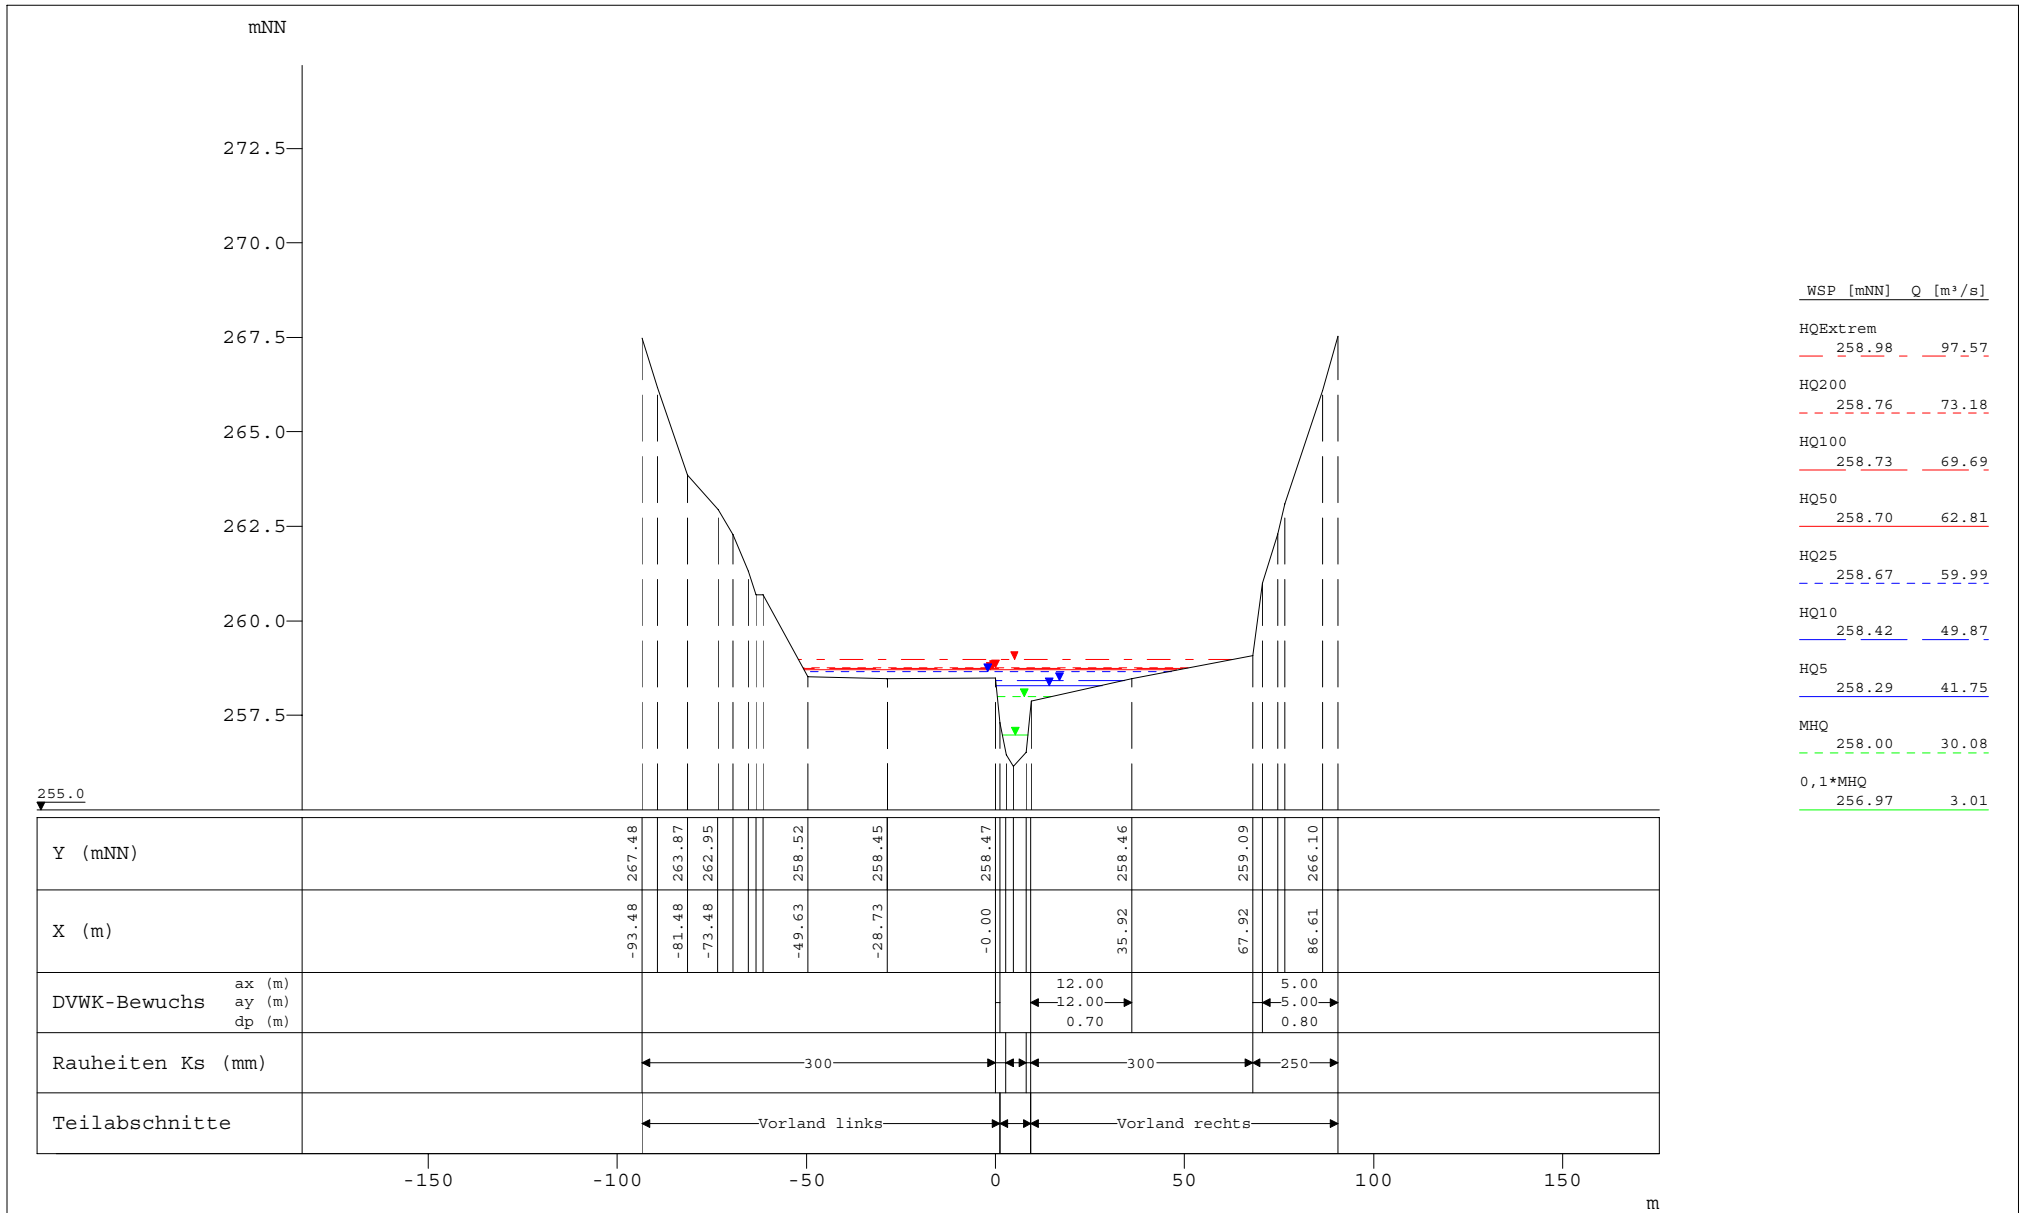 mNN
272.5
270.0
267.5
265.0
262.5
260.0
257.5
255.0
WSP [mNN] Q [m³/s]
HQExtrem
258.98 97.57
HQ200
258.76 73.18
HQ100
258.73 69.69
HQ50
258.70 62.81
HQ25
258.67 59.99
HQ10
258.42 49.87
HQ5
258.29 41.75
MHQ
258.00 30.08
0,1*MHQ
256.97 3.01
Y (mNN) 267.48 263.87 262.95 258.52 258.45 258.47 258.46 259.09 266.10
X (m) -93.48 -81.48 -73.48 -49.63 -28.73 -0.00 35.92 67.92 86.61
DVWK-Bewuchs
ax (m) 12.00 5.00
ay (m) 12.00 5.00
dp (m) 0.70 0.80
Rauheiten Ks (mm) 300 300 250
Teilabschnitte Vorland links Vorland rechts
-150 -100 -50 0 50 100 150
m